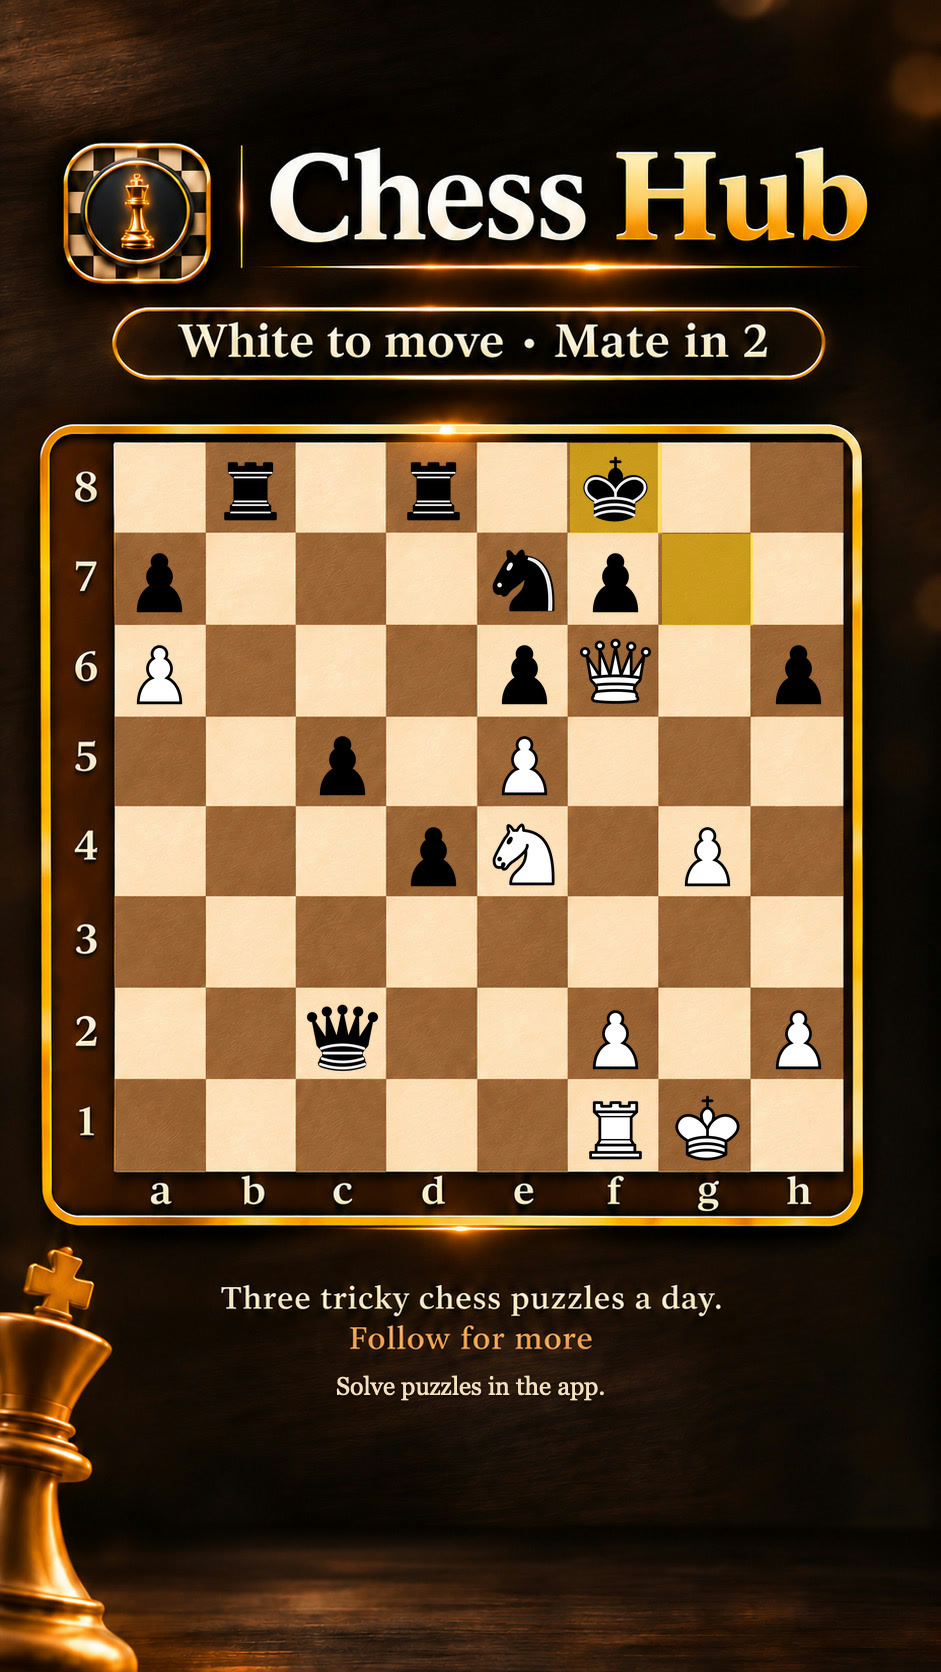 Chess Hub
White to move • Mate in 2
8
7
6
5
4
3
2
1
a b c d e f g h
Three tricky chess puzzles a day.
Follow for more
Solve puzzles in the app.